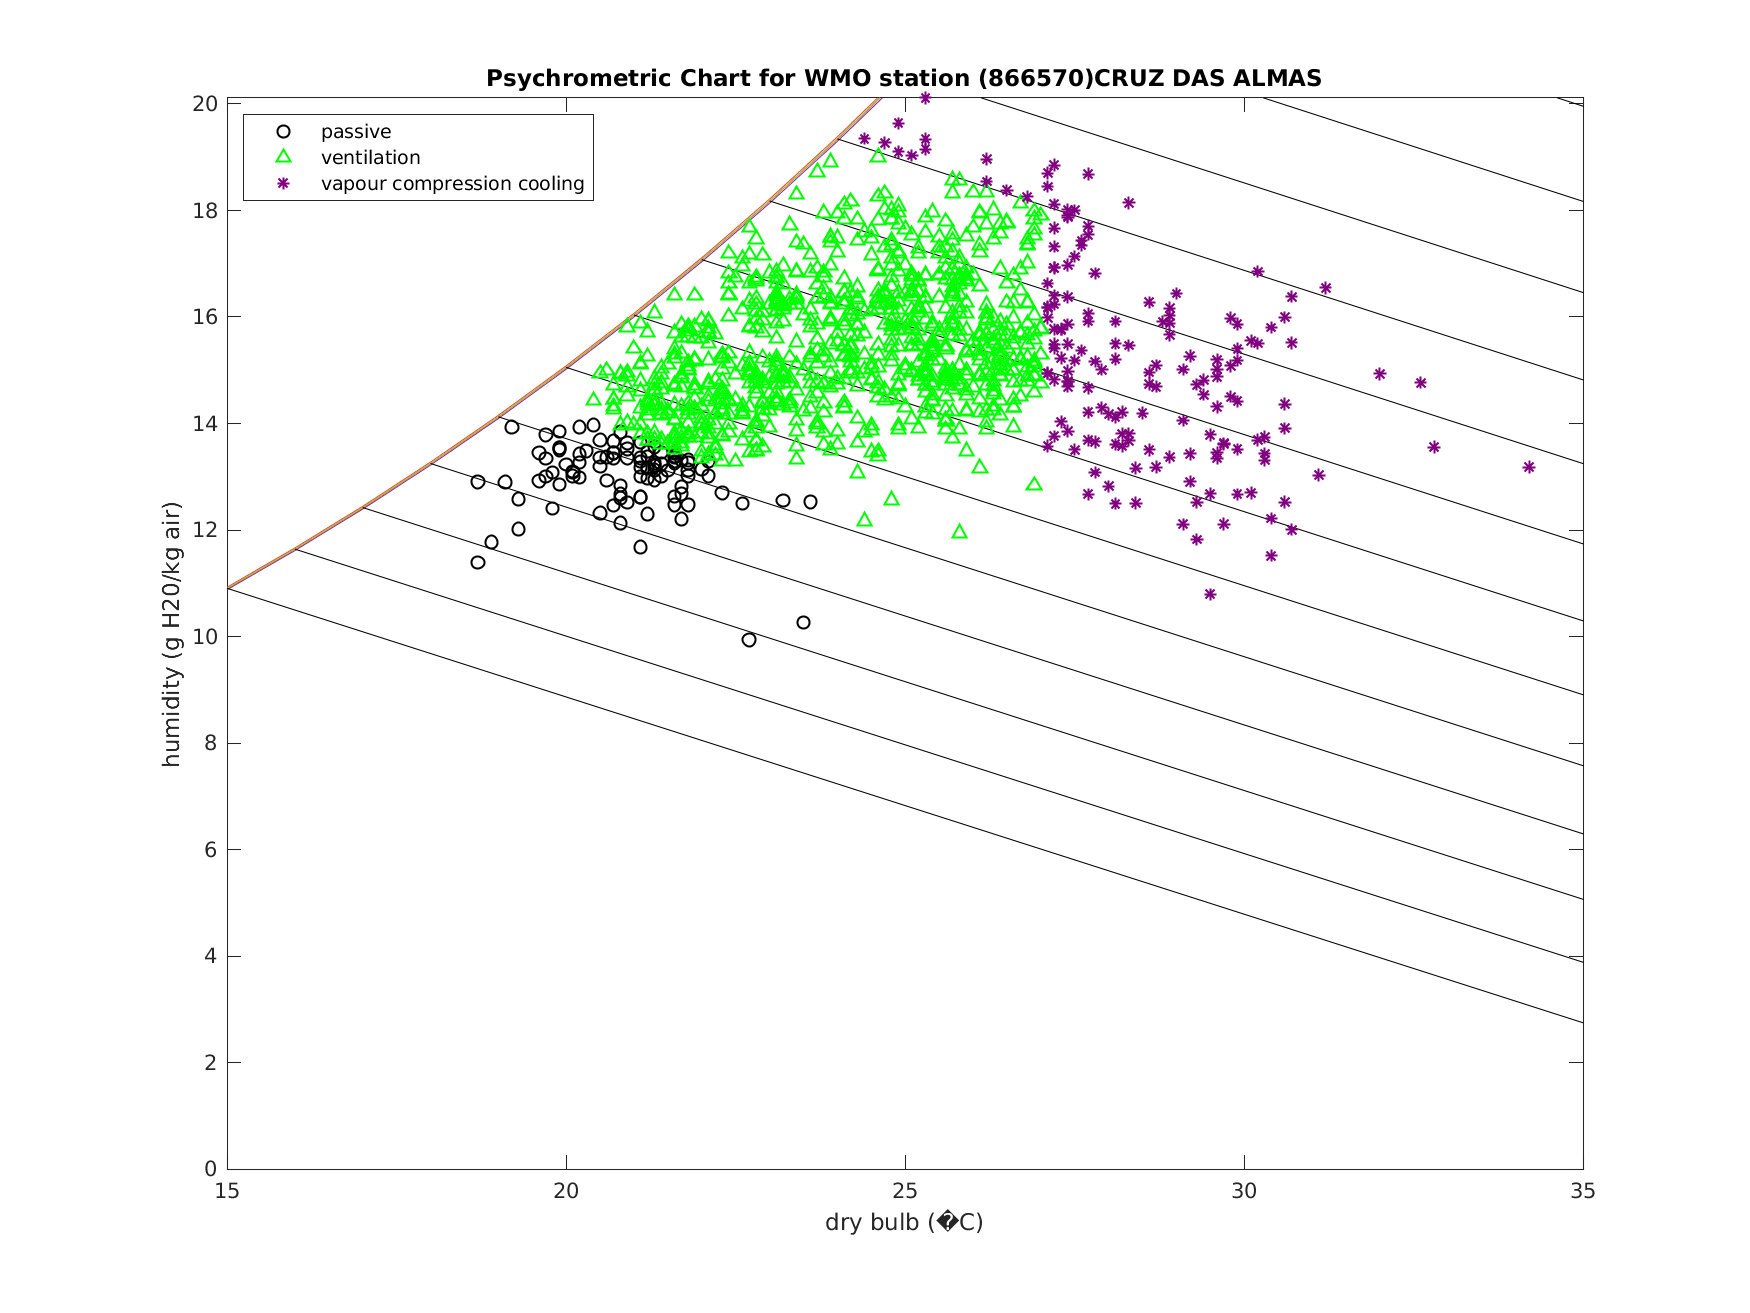 Psychrometric Chart for WMO station (866570)CRUZ DAS ALMAS
passive
ventilation
vapour compression cooling
20
18
16
14
12
10
8
6
4
2
0
humidity (g H20/kg air)
15 20 25 30 35
dry bulb (�C)